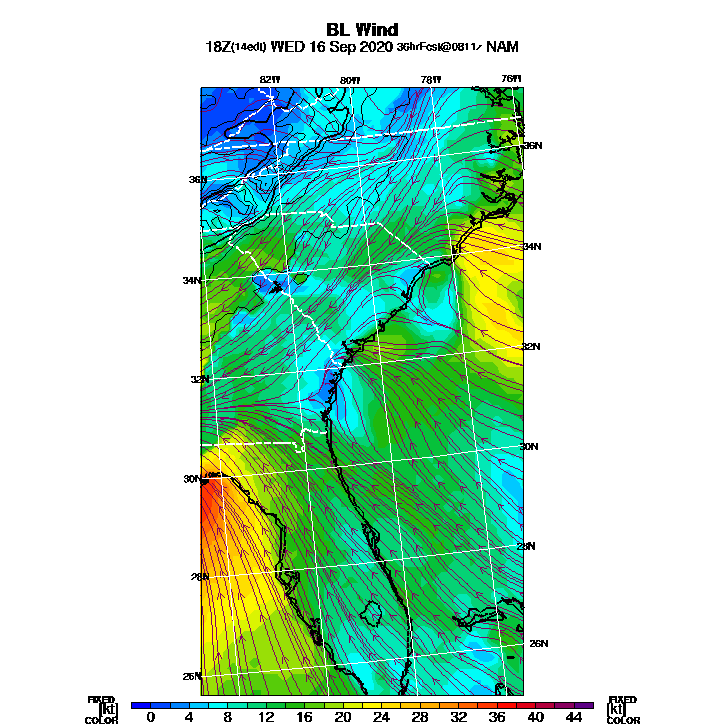 BL Wind
18Z(14edt) WED 16 Sep 2020 36hrFcst@0811z NAM
82W 80W 78W 76W
36N
36N
34N
34N
32N
32N
30N
30N
28N
28N
26N
26N
FIXED FIXED
[kt] 0 4 8 12 16 20 24 28 32 36 40 44 [kt]
COLOR COLOR